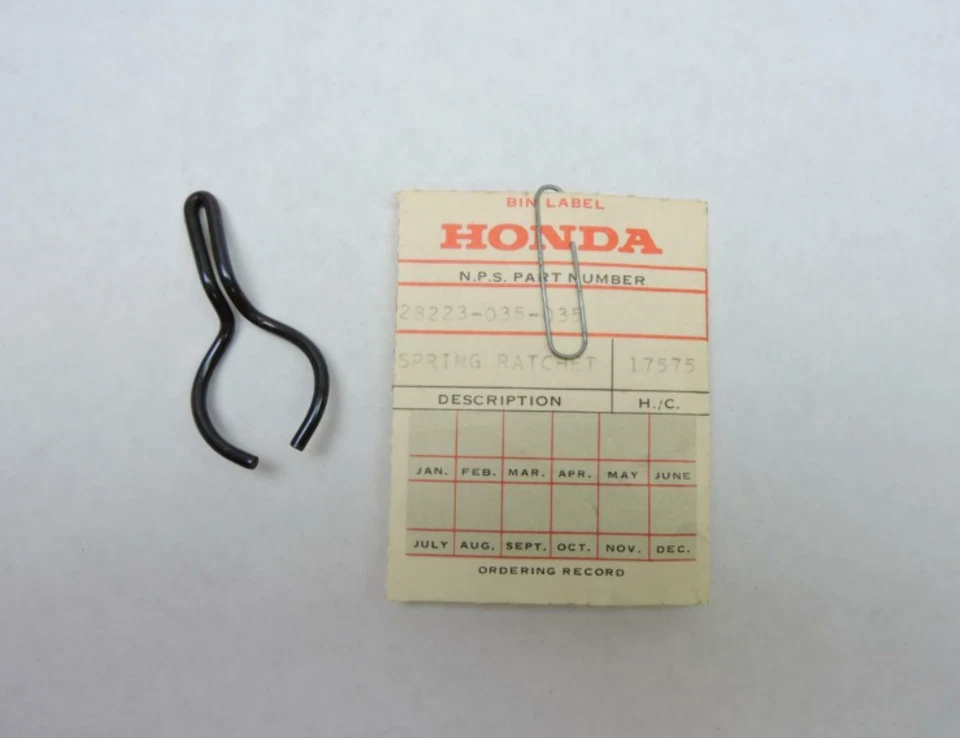 BIN LABEL
HONDA
N.P.S. PART NUMBER
28223-035-035
SPRING RATCHET 17575
DESCRIPTION H./C.
JAN. FEB. MAR. APR. MAY JUNE
JULY AUG. SEPT. OCT. NOV. DEC.
ORDERING RECORD